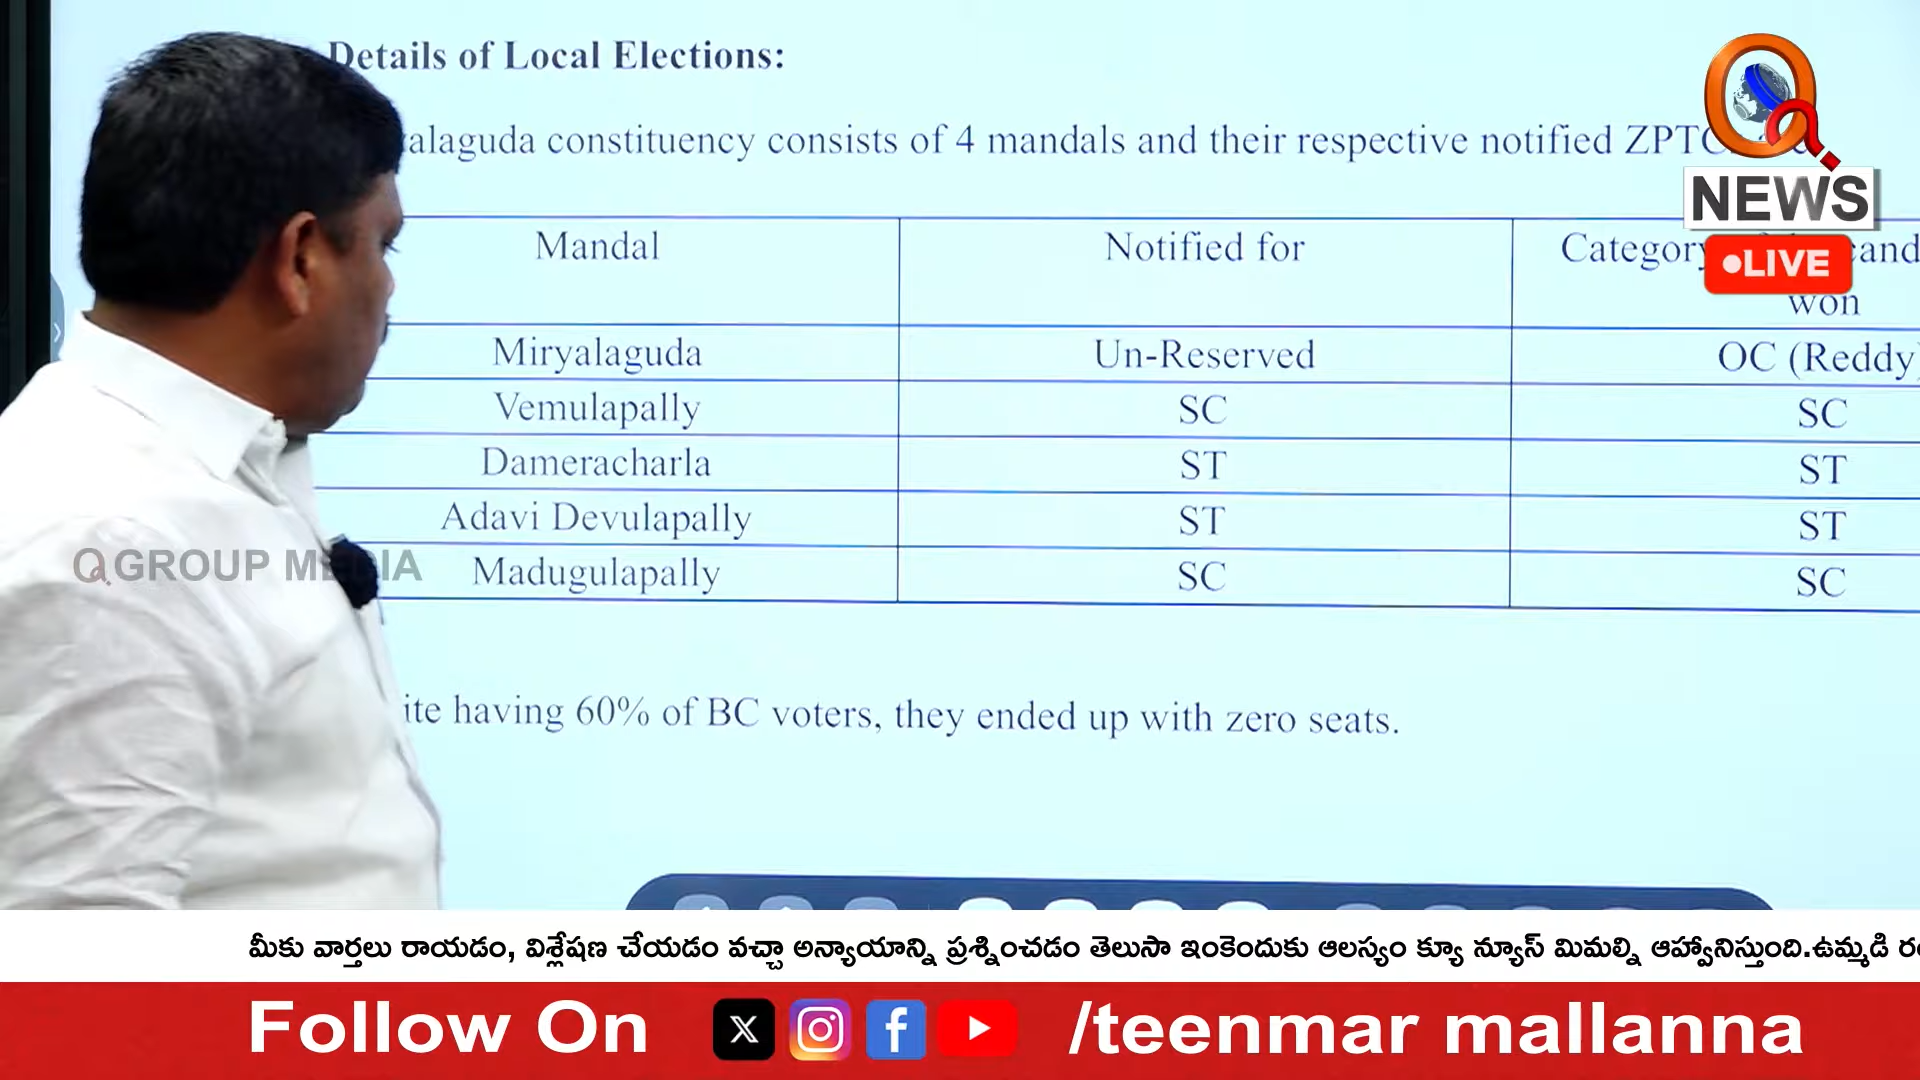 Details of Local Elections:
yalaguda constituency consists of 4 mandals and their respective notified ZPTC
Mandal Notified for Category cand
won
Miryalaguda Un-Reserved OC (Reddy)
Vemulapally SC SC
Dameracharla ST ST
Adavi Devulapally ST ST
Madugulapally SC SC
ite having 60% of BC voters, they ended up with zero seats.
Q NEWS
LIVE
Q GROUP MEDIA
మీకు వార్తలు రాయడం, విశ్లేషణ చేయడం వచ్చా అన్యాయాన్ని ప్రశ్నించడం తెలుసా ఇంకెందుకు ఆలస్యం క్యూ న్యూస్ మిమల్ని ఆహ్వానిస్తుంది.ఉమ్మడి
Follow On /teenmar mallanna